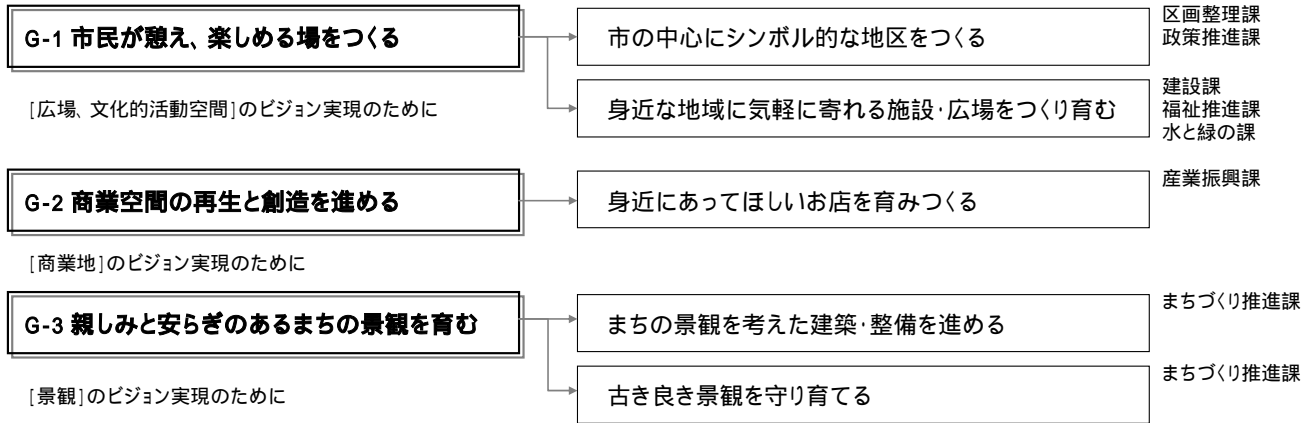 G-1 市民が憩え、楽しめる場をつくる
市の中心にシンボル的な地区をつくる
区画整理課
政策推進課
[広場、文化的活動空間]のビジョン実現のために
身近な地域に気軽に寄れる施設・広場をつくり育む
建設課
福祉推進課
水と緑の課
G-2 商業空間の再生と創造を進める
身近にあってほしいお店を育みつくる
産業振興課
[商業地]のビジョン実現のために
G-3 親しみと安らぎのあるまちの景観を育む
まちの景観を考えた建築・整備を進める
まちづくり推進課
[景観]のビジョン実現のために
古き良き景観を守り育てる
まちづくり推進課